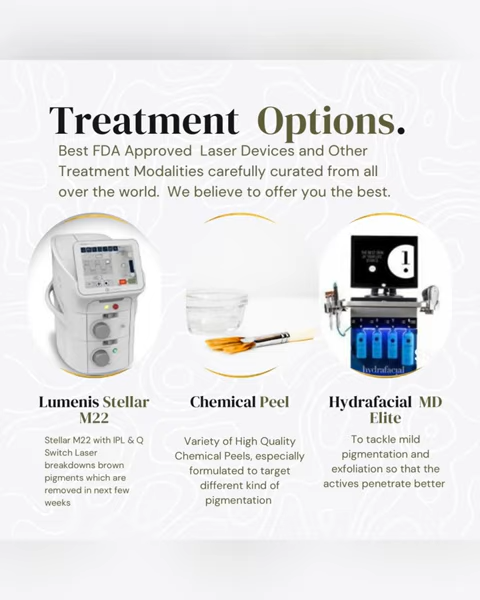 Treatment Options.
Best FDA Approved Laser Devices and Other
Treatment Modalities carefully curated from all
over the world. We believe to offer you the best.
1
hydrafacial
Lumenis Stellar
M22
Stellar M22 with IPL & Q
Switch Laser
breakdowns brown
pigments which are
removed in next few
weeks
Chemical Peel
Variety of High Quality
Chemical Peels, especially
formulated to target
different kind of
pigmentation
Hydrafacial MD
Elite
To tackle mild
pigmentation and
exfoliation so that the
actives penetrate better